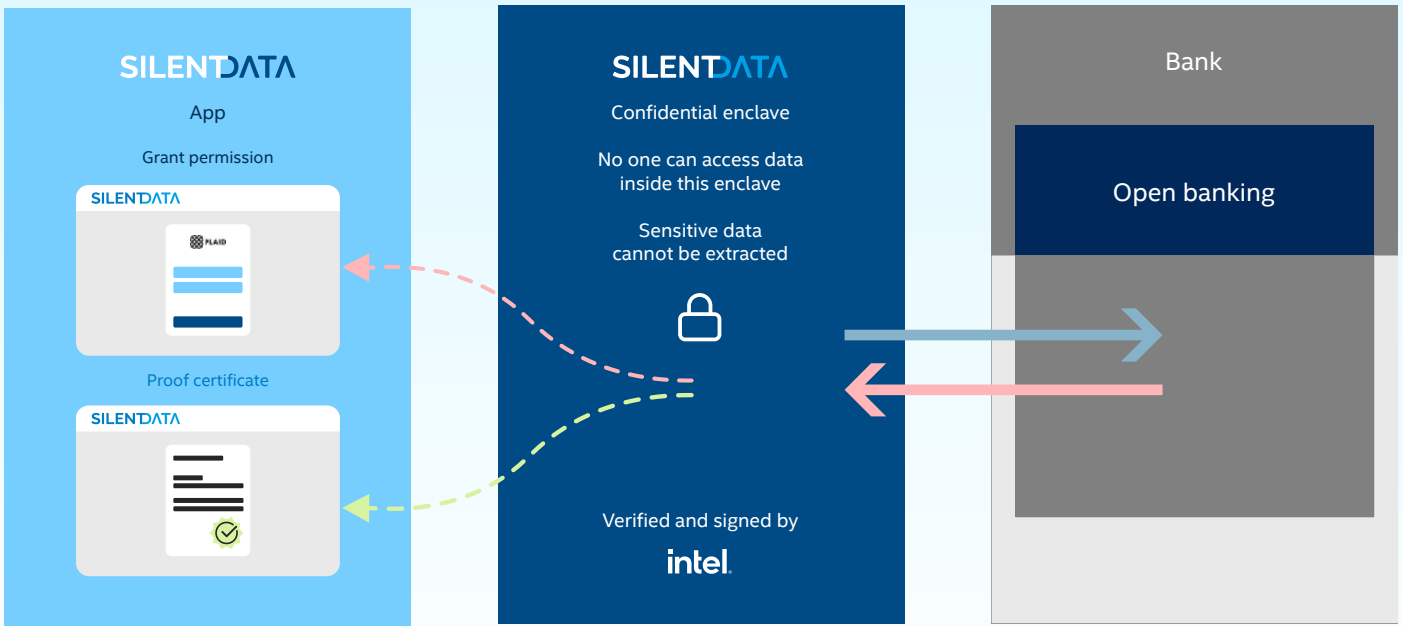 SILENTDATA
App
Grant permission
SILENTDATA
PLAID
Proof certificate
SILENTDATA
SILENTDATA
Confidential enclave
No one can access data
inside this enclave
Sensitive data
cannot be extracted
Verified and signed by
intel.
Bank
Open banking